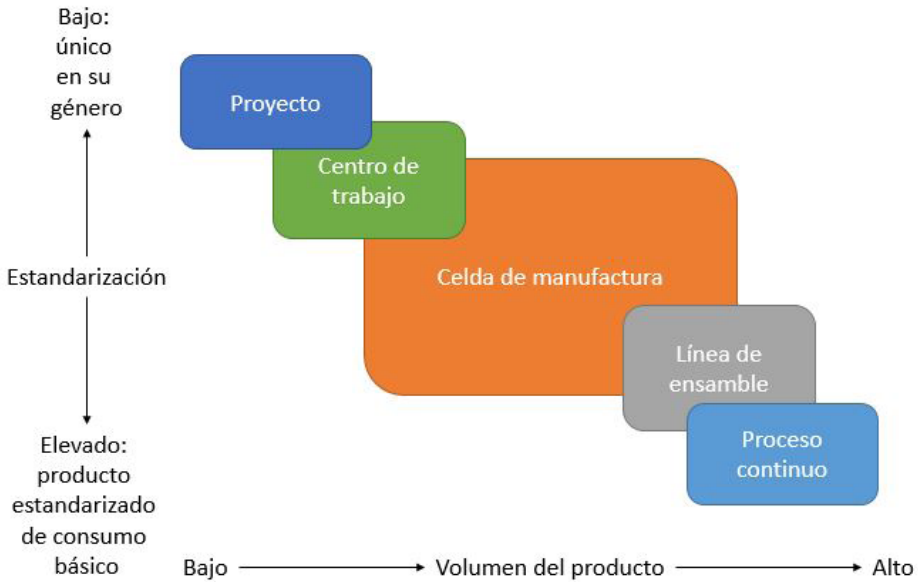 Bajo:
único
en su
género
Proyecto
Centro de
trabajo
Estandarización
Celda de manufactura
Línea de
ensamble
Elevado:
producto
estandarizado
de consumo
básico
Proceso
continuo
Bajo
Volumen del producto
Alto